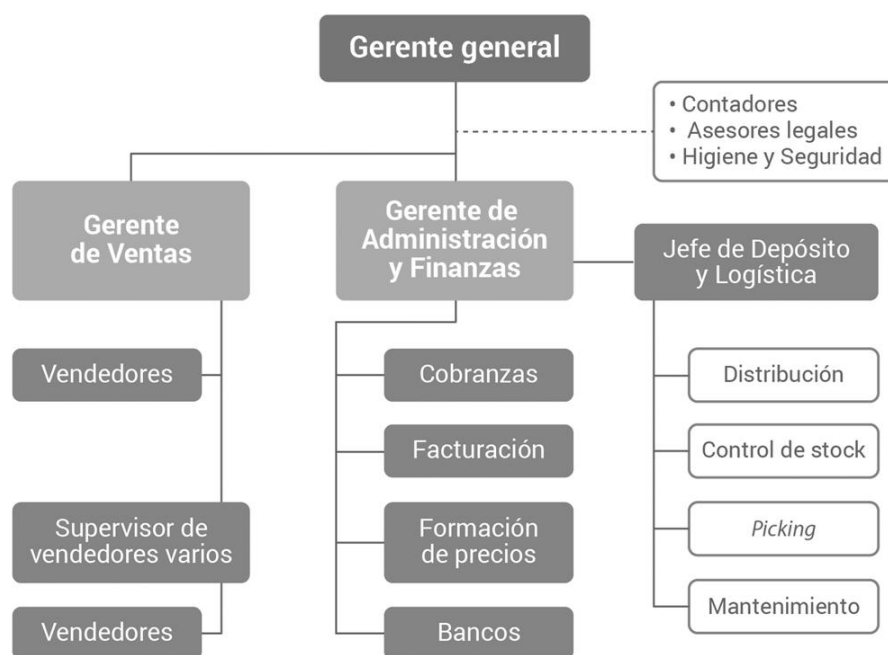 Gerente general
• Contadores
• Asesores legales
• Higiene y Seguridad
Gerente
de Ventas
Gerente de
Administración
y Finanzas
Jefe de Depósito
y Logística
Vendedores
Supervisor de
vendedores varios
Vendedores
Cobranzas
Facturación
Formación
de precios
Bancos
Distribución
Control de stock
Picking
Mantenimiento